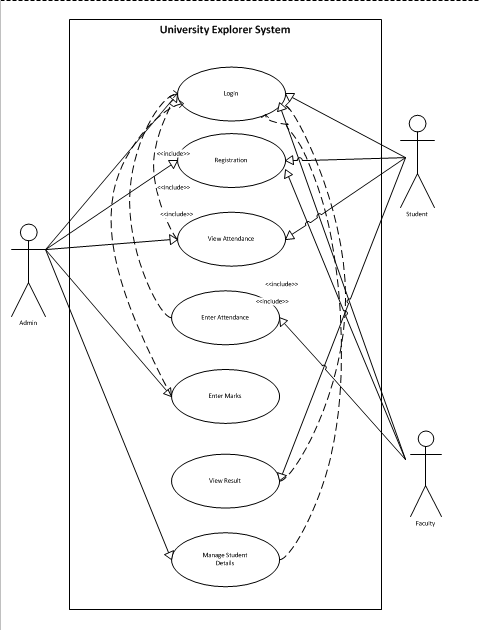 University Explorer System
Login
<<include>>
Registration
<<include>>
Student
<<include>>
View Attendance
<<include>>
<<include>>
Enter Attendance
Admin
Enter Marks
View Result
Faculty
Manage Student
Details